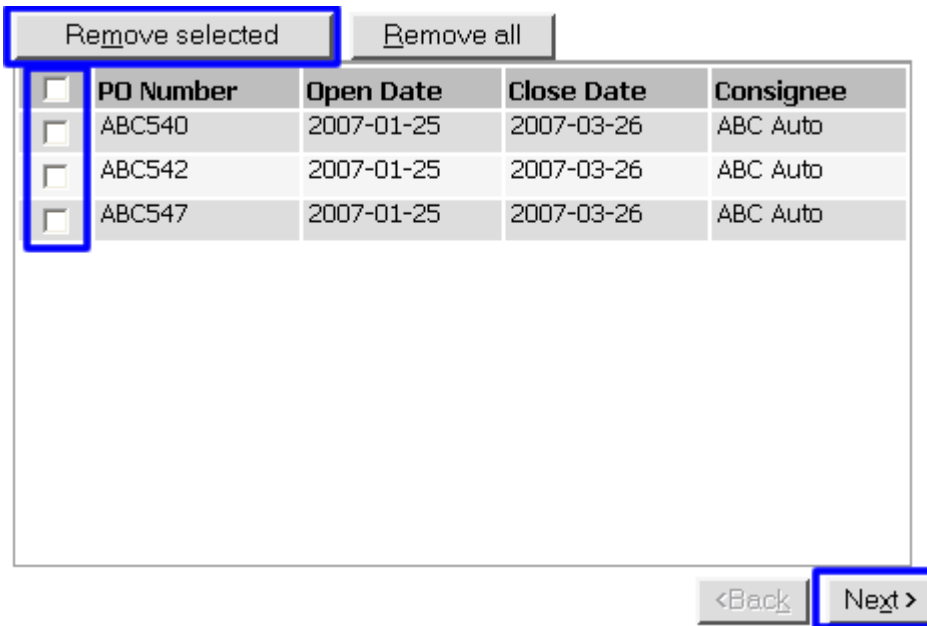 Remove selected Remove all
PO Number Open Date Close Date Consignee
ABC540 2007-01-25 2007-03-26 ABC Auto
ABC542 2007-01-25 2007-03-26 ABC Auto
ABC547 2007-01-25 2007-03-26 ABC Auto
<Back Next >